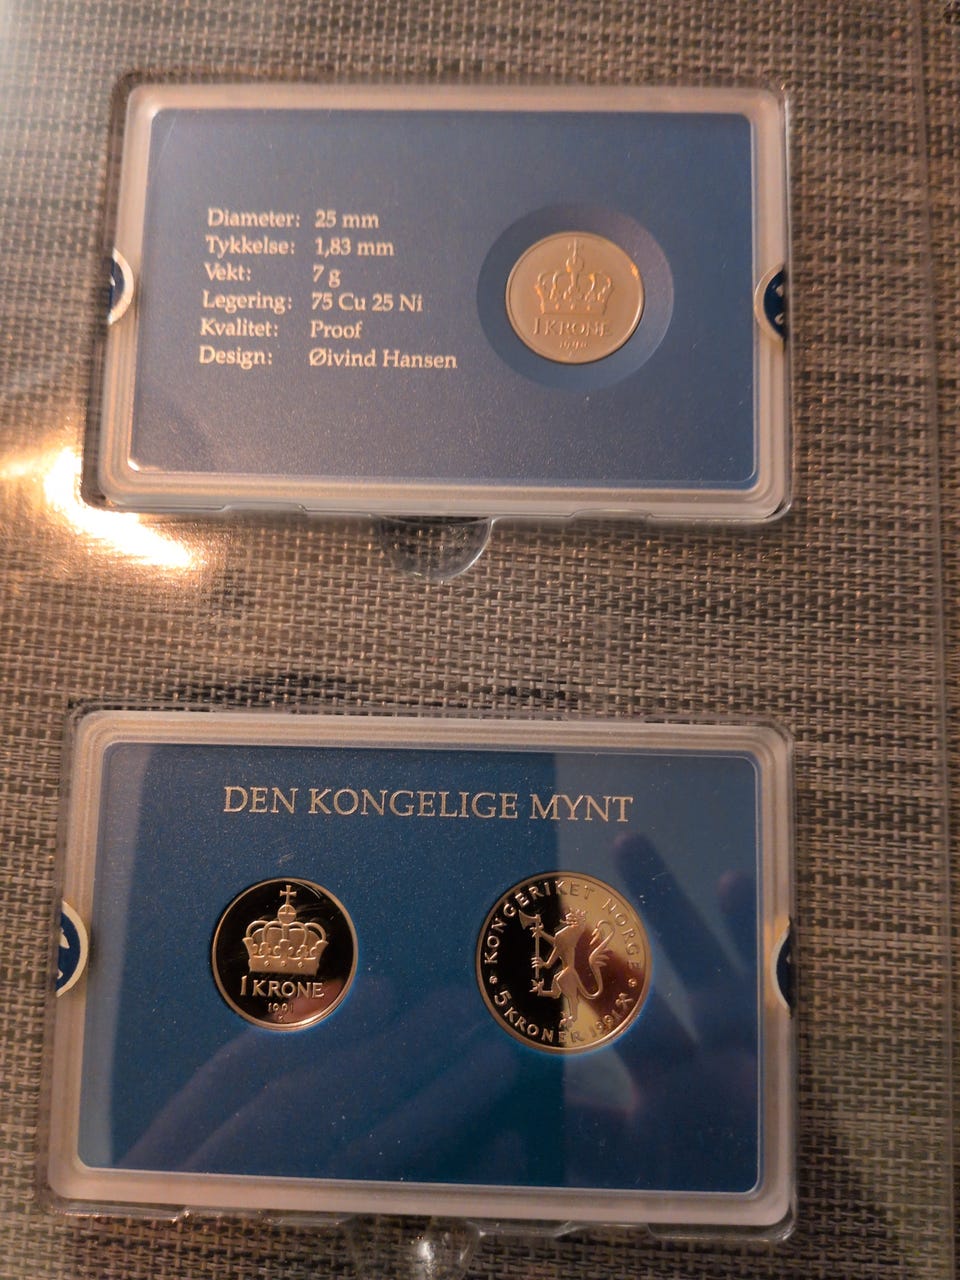 Diameter: 25 mm
Tykkelse: 1,83 mm
Vekt: 7 g
Legering: 75 Cu 25 Ni
Kvalitet: Proof
Design: Øivind Hansen
1 KRONE
DEN KONGELIGE MYNT
1 KRONE
1991
KONGERIKET NORGE
5 KRONER 1991